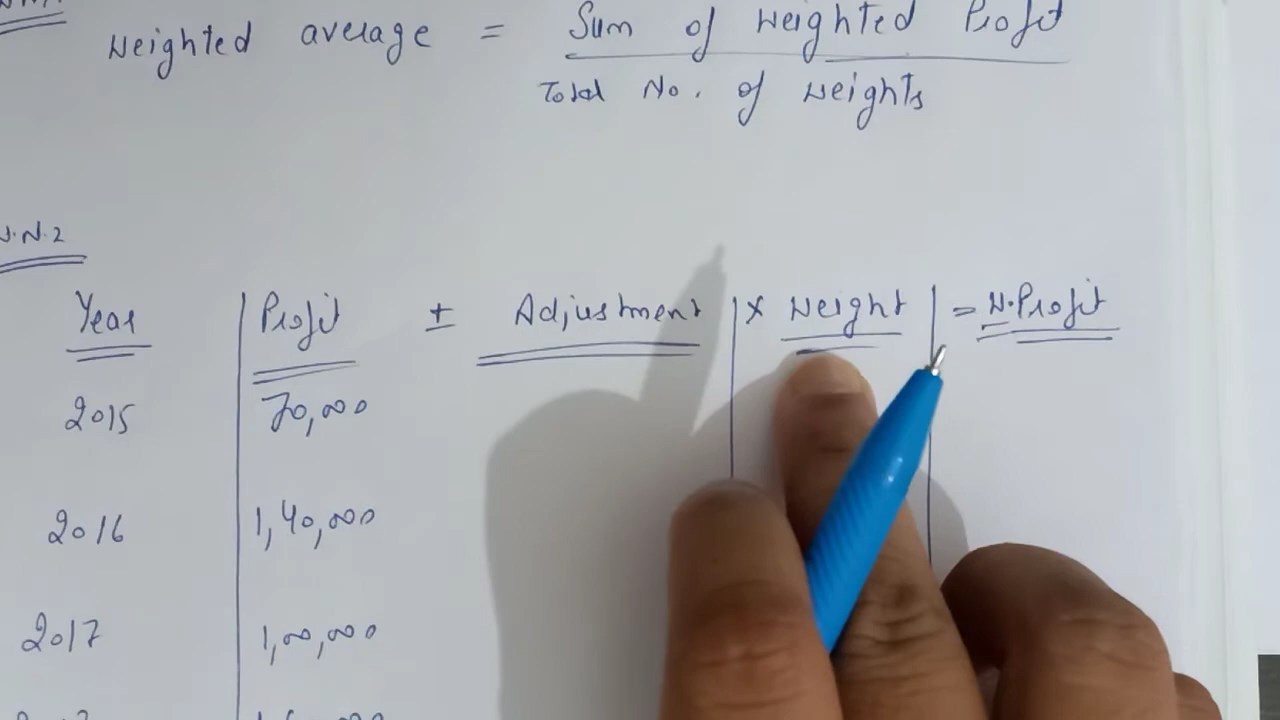 Weighted average = Sum of Weighted Profit
Total No. of weights
W.N.2
Year Profit ± Adjustment × Weight = W.Profit
2015 70,000
2016 1,40,000
2017 1,00,000